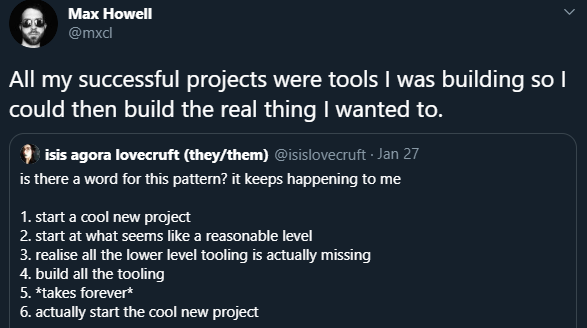 Max Howell
@mxcl
All my successful projects were tools I was building so I
could then build the real thing I wanted to.
isis agora lovecruft (they/them) @isislovecruft · Jan 27
is there a word for this pattern? it keeps happening to me
1. start a cool new project
2. start at what seems like a reasonable level
3. realise all the lower level tooling is actually missing
4. build all the tooling
5. *takes forever*
6. actually start the cool new project